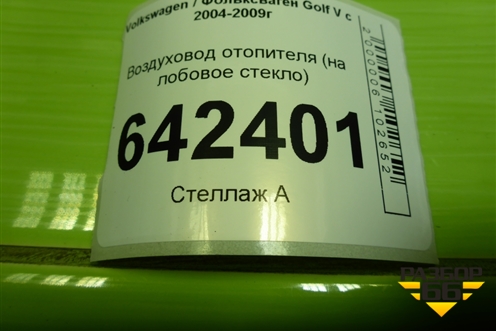 Volkswagen / Фольксваген Golf V с
2004-2009г
Воздуховод отопителя (на
лобовое стекло)
642401
Стеллаж А
2000006102652
РАЗБОР
66